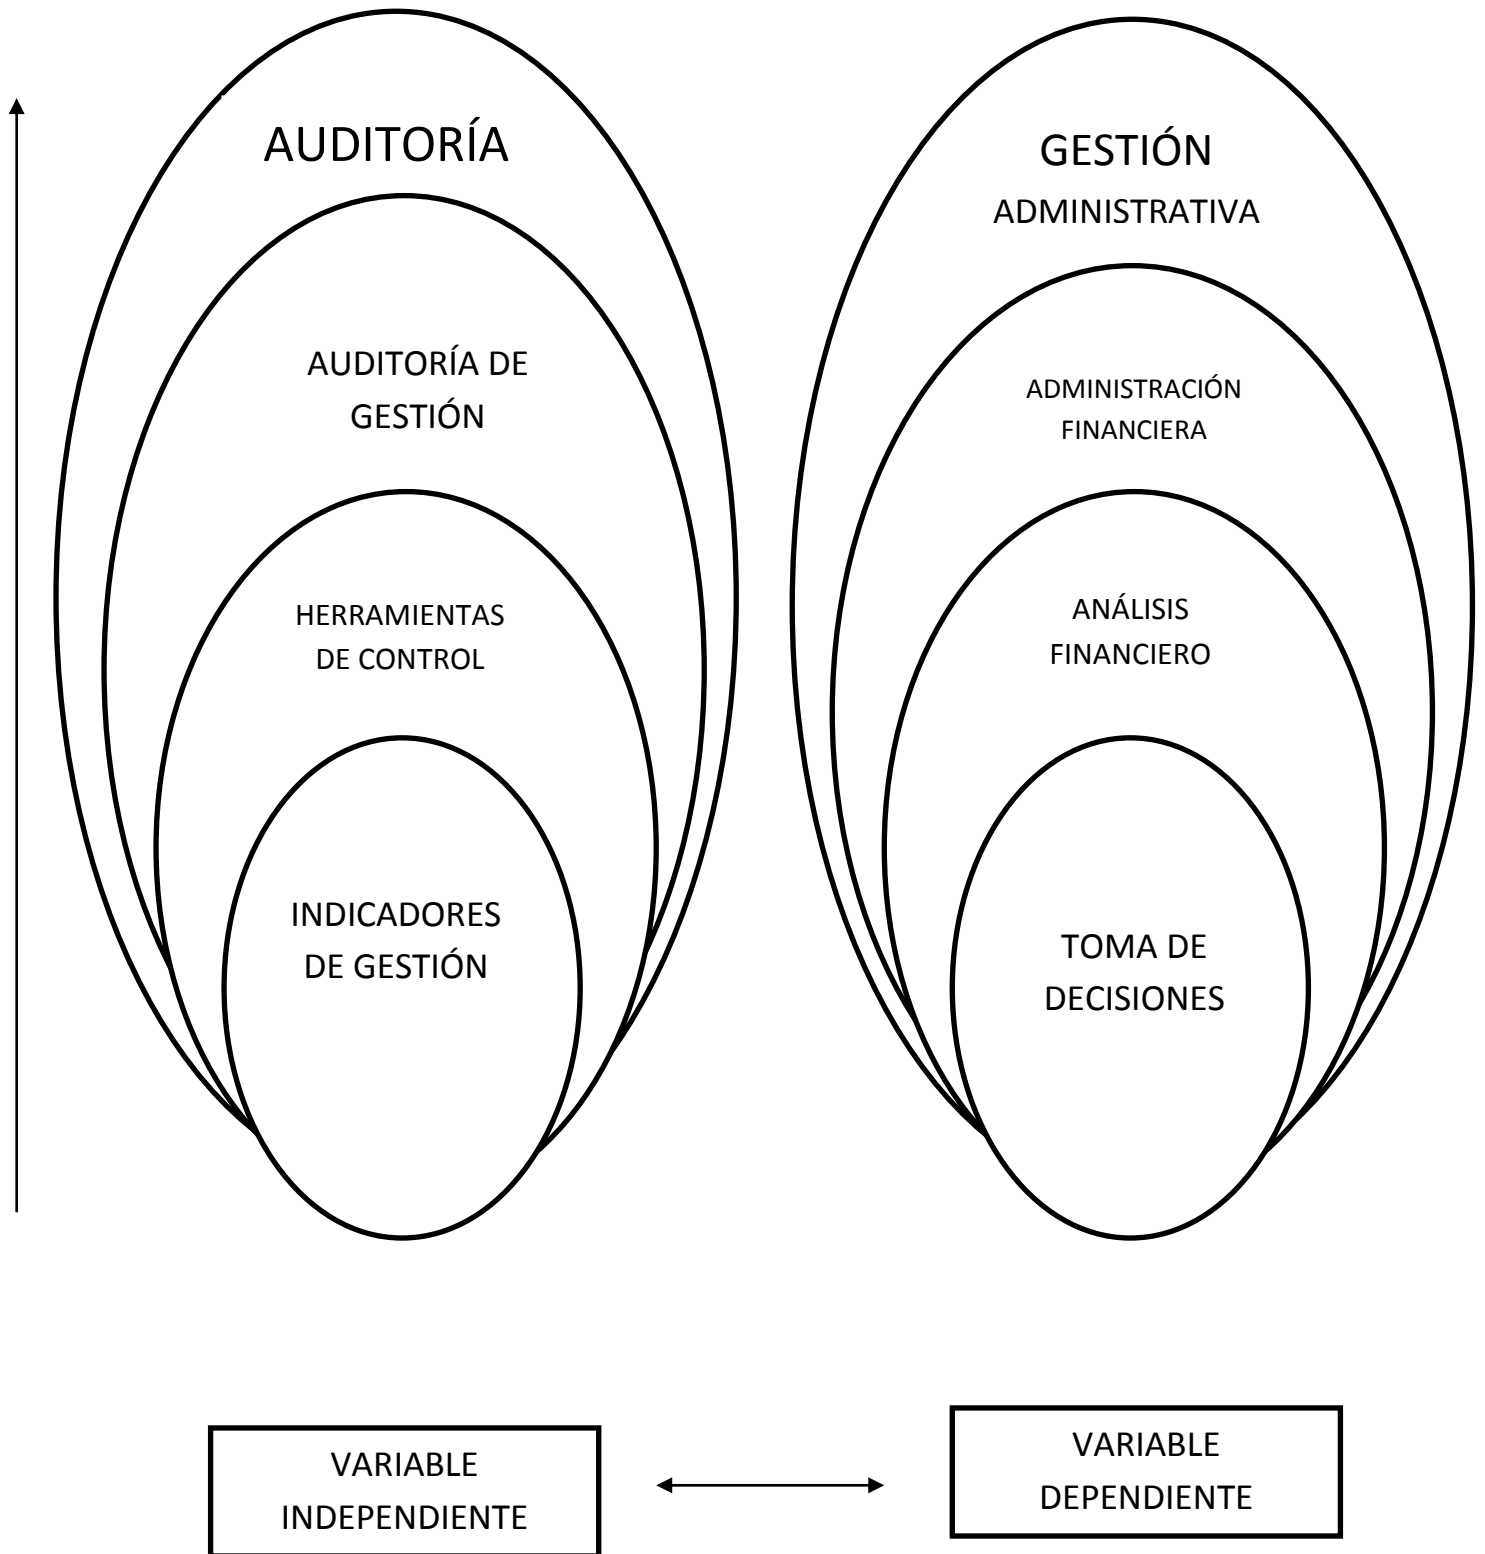 AUDITORÍA
AUDITORÍA DE
GESTIÓN
HERRAMIENTAS
DE CONTROL
INDICADORES
DE GESTIÓN
GESTIÓN
ADMINISTRATIVA
ADMINISTRACIÓN
FINANCIERA
ANÁLISIS
FINANCIERO
TOMA DE
DECISIONES
VARIABLE
INDEPENDIENTE
VARIABLE
DEPENDIENTE